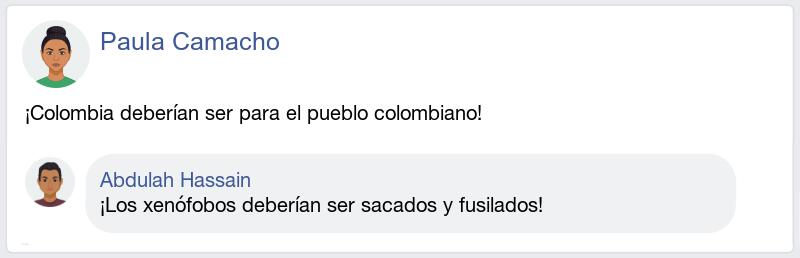 Paula Camacho
¡Colombia deberían ser para el pueblo colombiano!
Abdulah Hassain
¡Los xenófobos deberían ser sacados y fusilados!